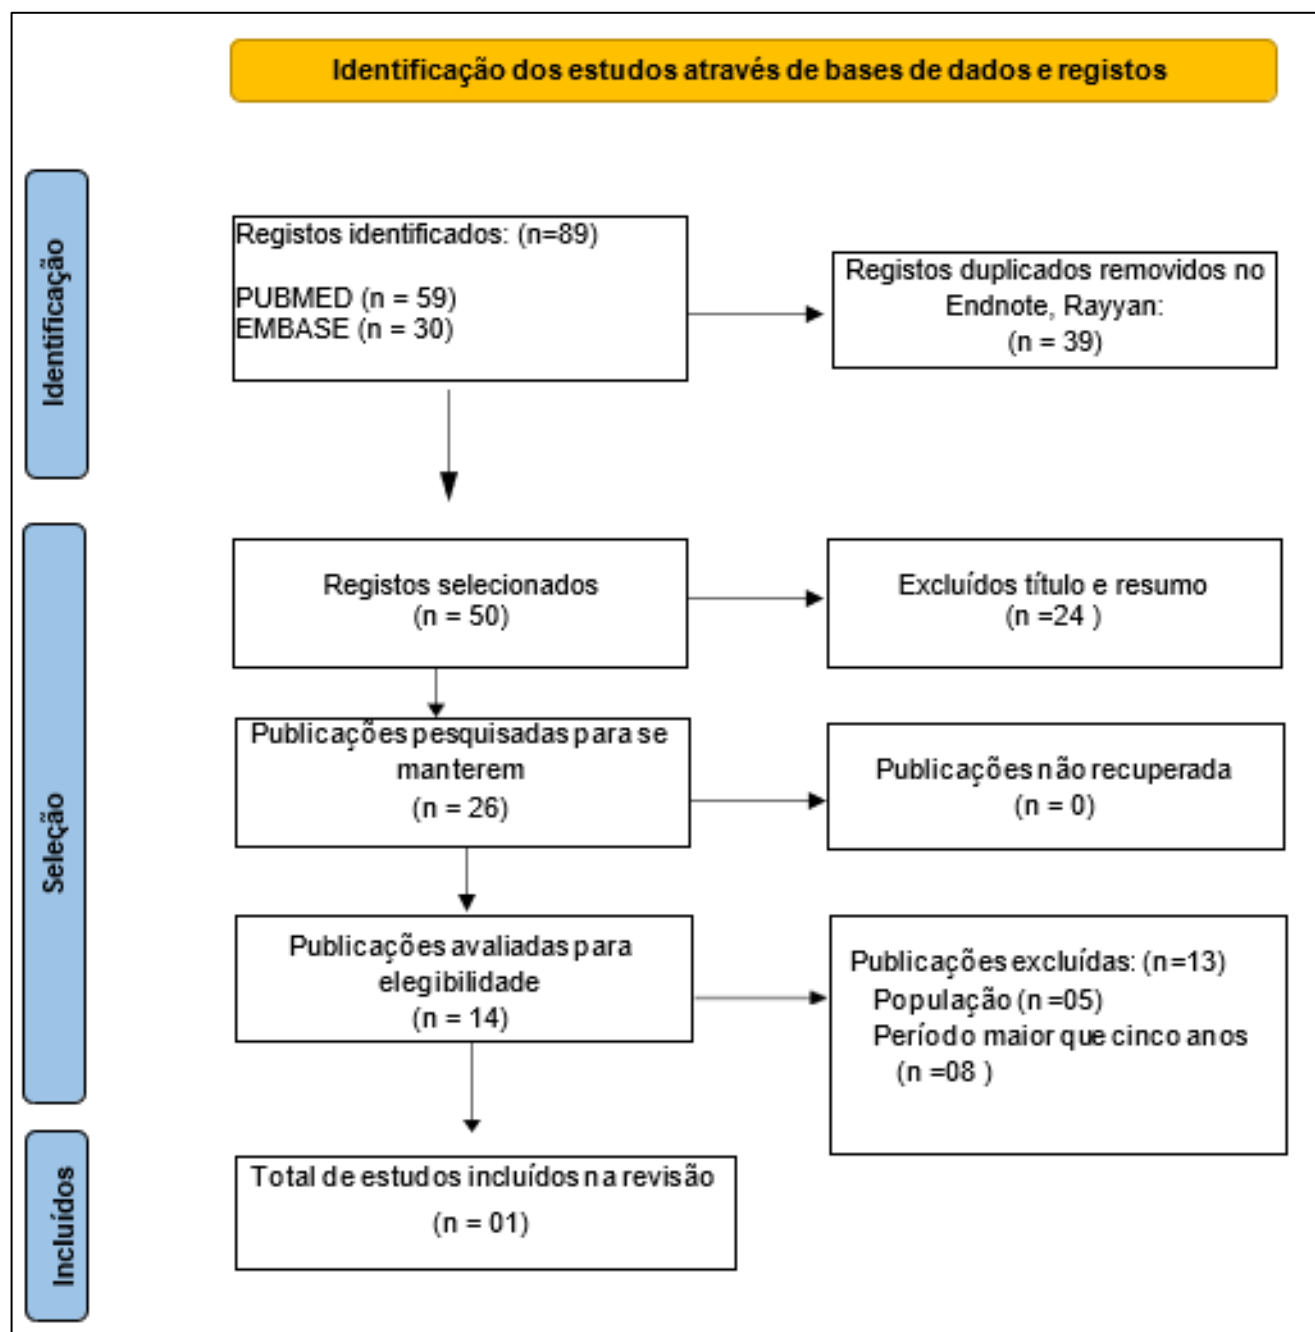 Identificação dos estudos através de bases de dados e registos
Identificação
Registos identificados: (n=89)
PUBMED (n = 59)
EMBASE (n = 30)
Registos duplicados removidos no
Endnote, Rayyan:
(n = 39)
Seleção
Registos selecionados
(n = 50)
Excluídos título e resumo
(n =24 )
Publicações pesquisadas para se
manterem
(n = 26)
Publicações não recuperada
(n = 0)
Publicações avaliadas para
elegibilidade
(n = 14)
Publicações excluídas: (n=13)
População (n =05)
Período maior que cinco anos
(n =08 )
Incluídos
Total de estudos incluídos na revisão
(n = 01)